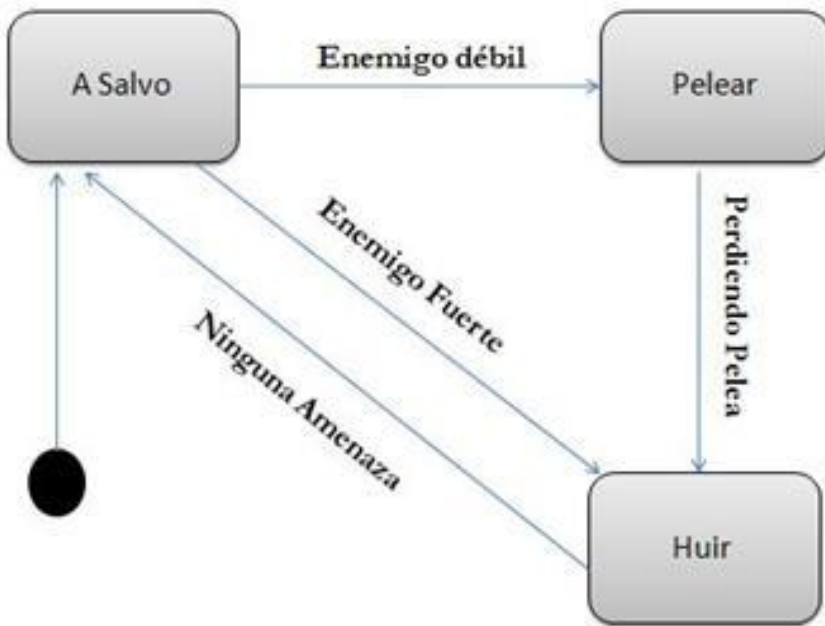 A Salvo
Enemigo débil
Pelear
Enemigo Fuerte
Perdiendo Pelea
Ninguna Amenaza
Huir